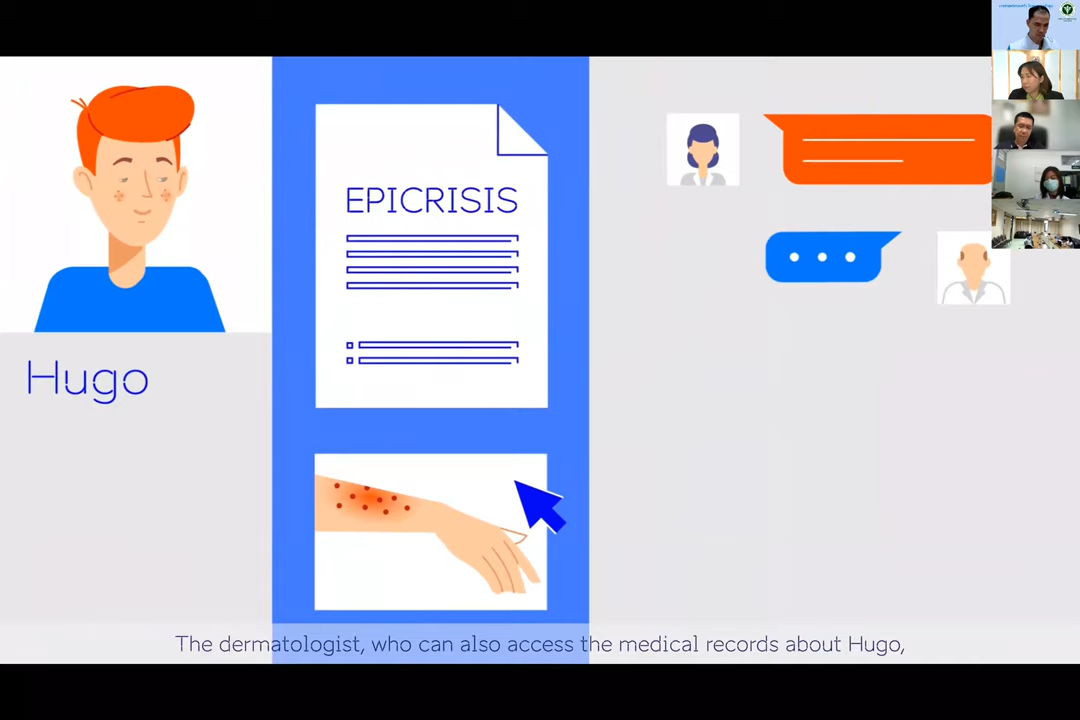 EPICRISIS
Hugo
The dermatologist, who can also access the medical records about Hugo,